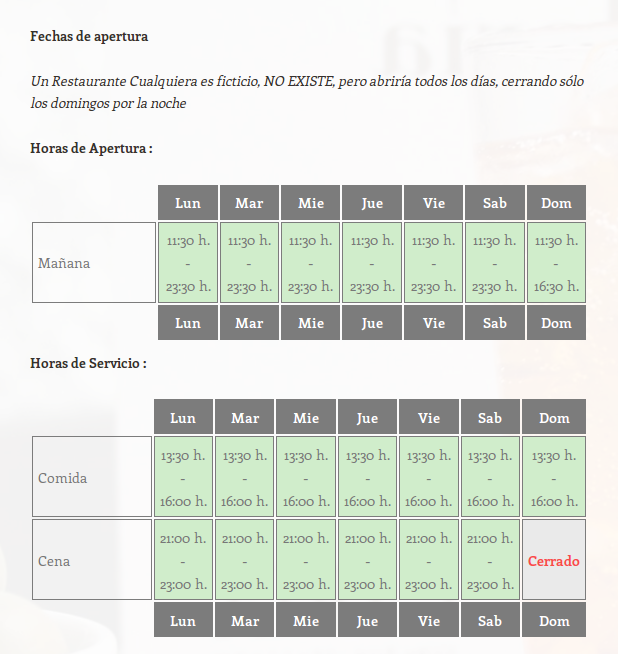 Fechas de apertura
Un Restaurante Cualquiera es ficticio, NO EXISTE, pero abriría todos los días, cerrando sólo
los domingos por la noche
Horas de Apertura :
Lun Mar Mie Jue Vie Sab Dom
11:30 h. 11:30 h. 11:30 h. 11:30 h. 11:30 h. 11:30 h. 11:30 h.
Mañana - - - - - - -
23:30 h. 23:30 h. 23:30 h. 23:30 h. 23:30 h. 23:30 h. 16:30 h.
Lun Mar Mie Jue Vie Sab Dom
Horas de Servicio :
Lun Mar Mie Jue Vie Sab Dom
13:30 h. 13:30 h. 13:30 h. 13:30 h. 13:30 h. 13:30 h. 13:30 h.
Comida - - - - - - -
16:00 h. 16:00 h. 16:00 h. 16:00 h. 16:00 h. 16:00 h. 16:00 h.
21:00 h. 21:00 h. 21:00 h. 21:00 h. 21:00 h. 21:00 h.
Cena - - - - - - Cerrado
23:00 h. 23:00 h. 23:00 h. 23:00 h. 23:00 h. 23:00 h.
Lun Mar Mie Jue Vie Sab Dom